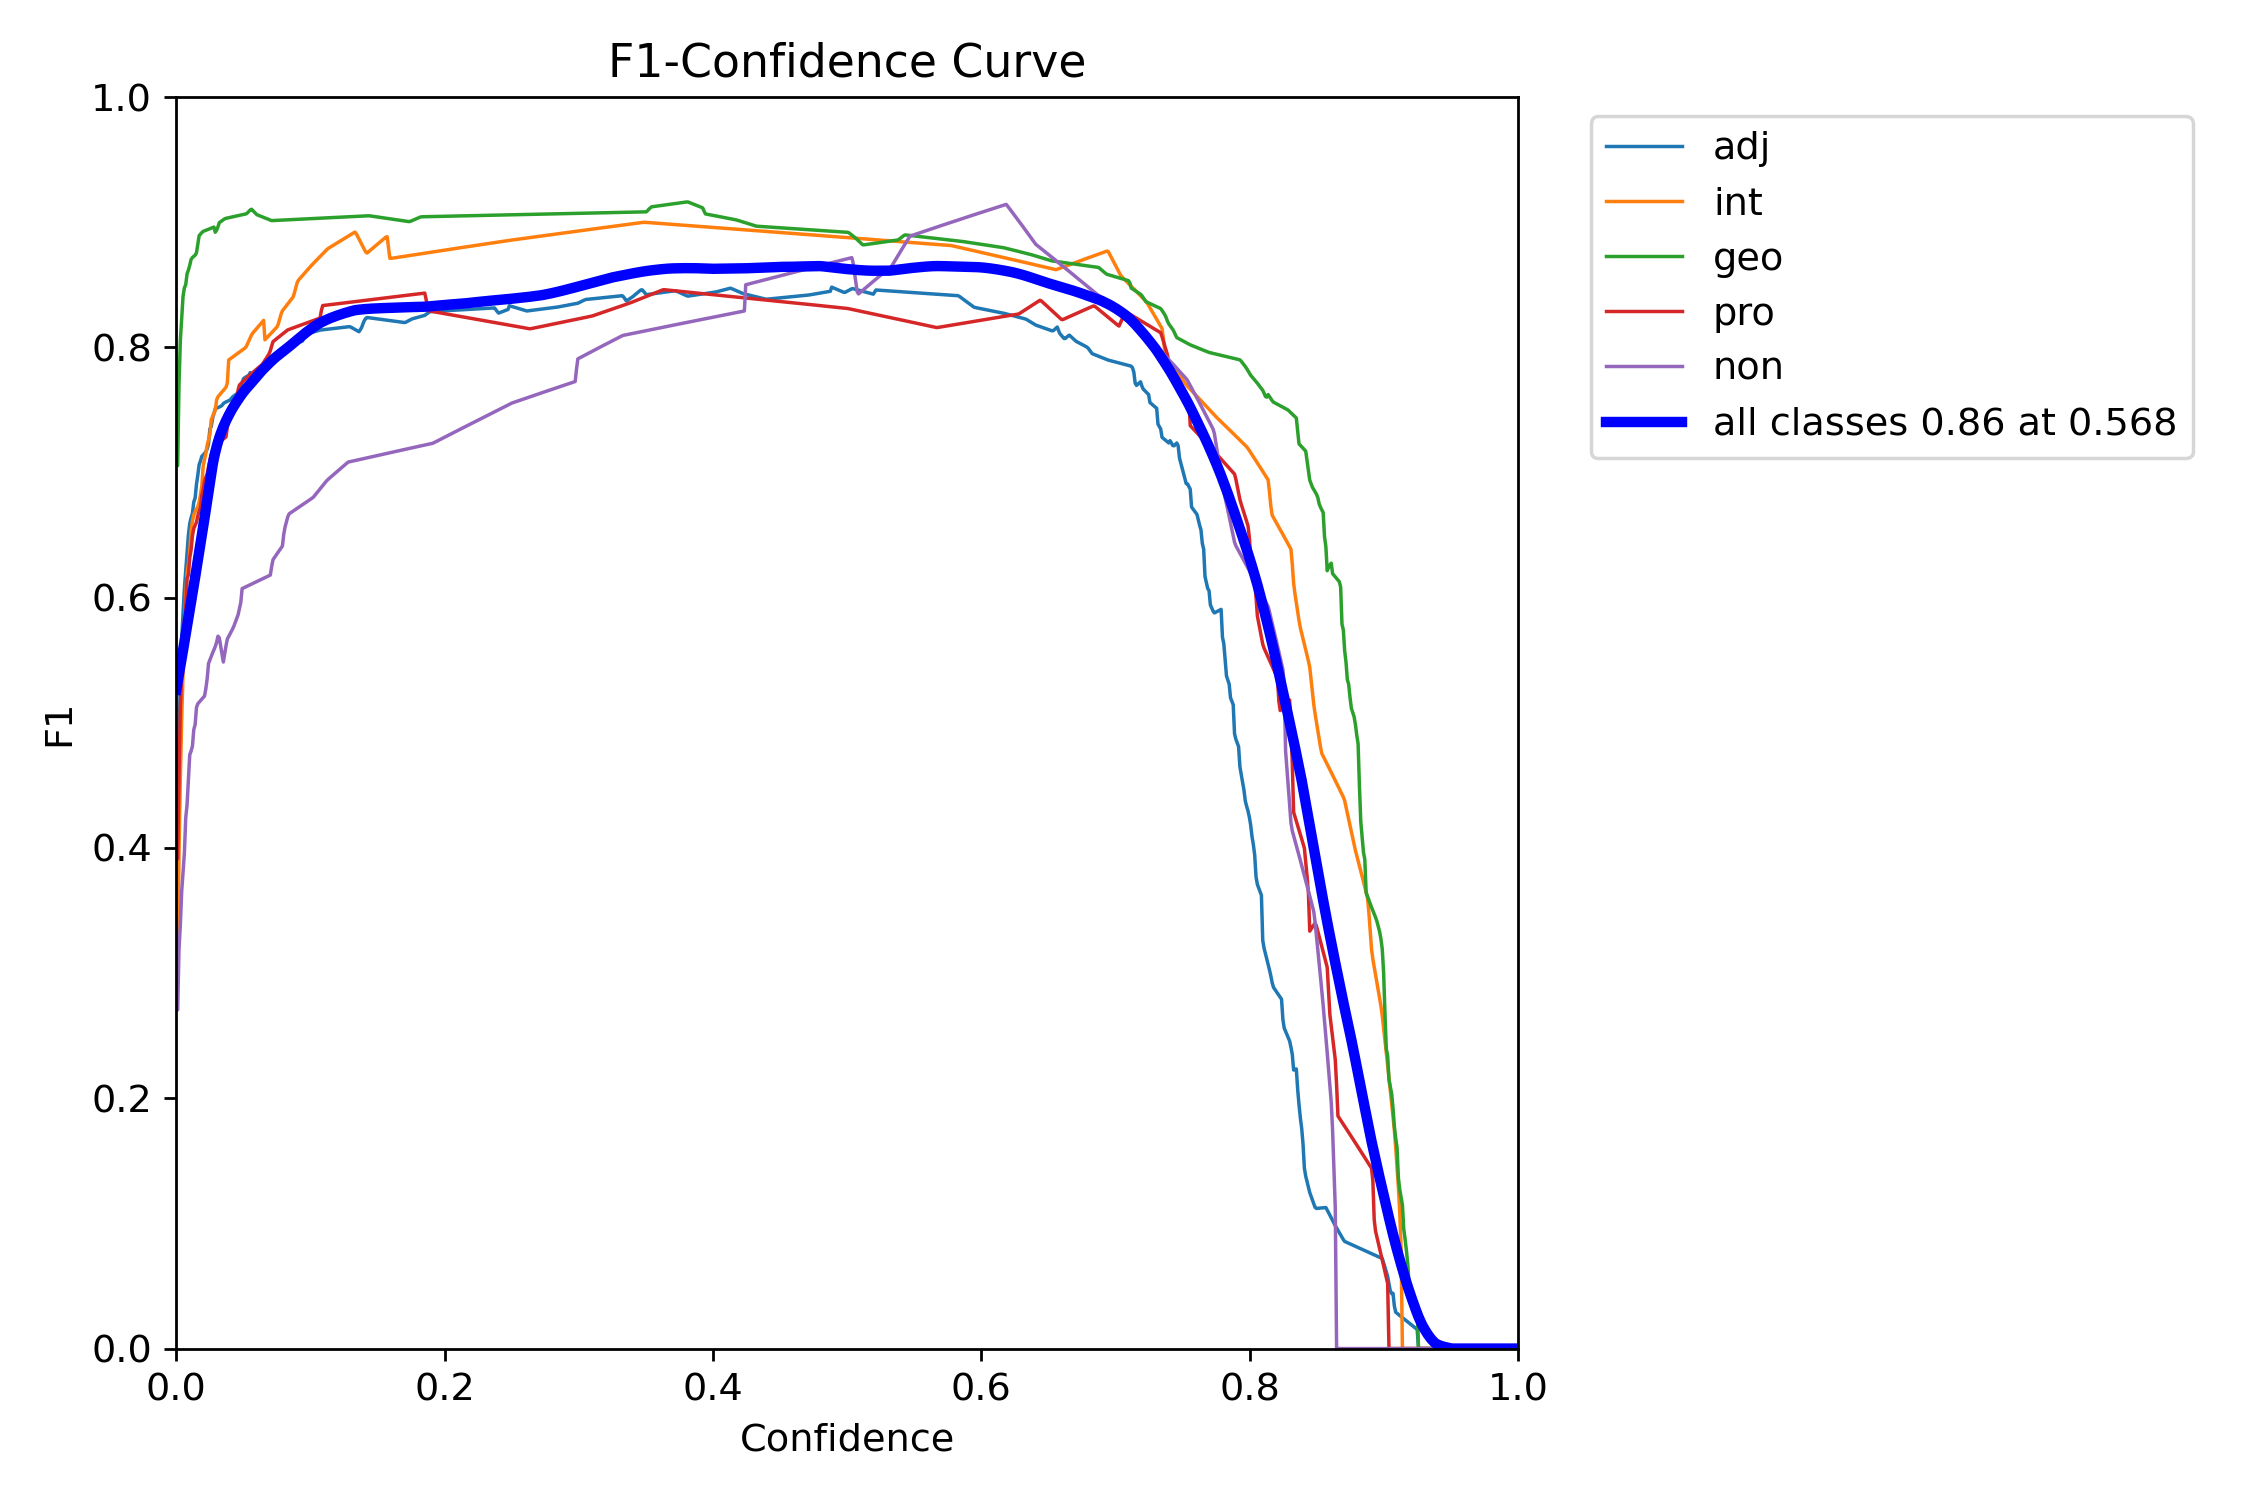 F1-Confidence Curve
1.0
0.8
0.6
0.4
0.2
0.0
F1
0.0 0.2 0.4 0.6 0.8 1.0
Confidence
adj
int
geo
pro
non
all classes 0.86 at 0.568